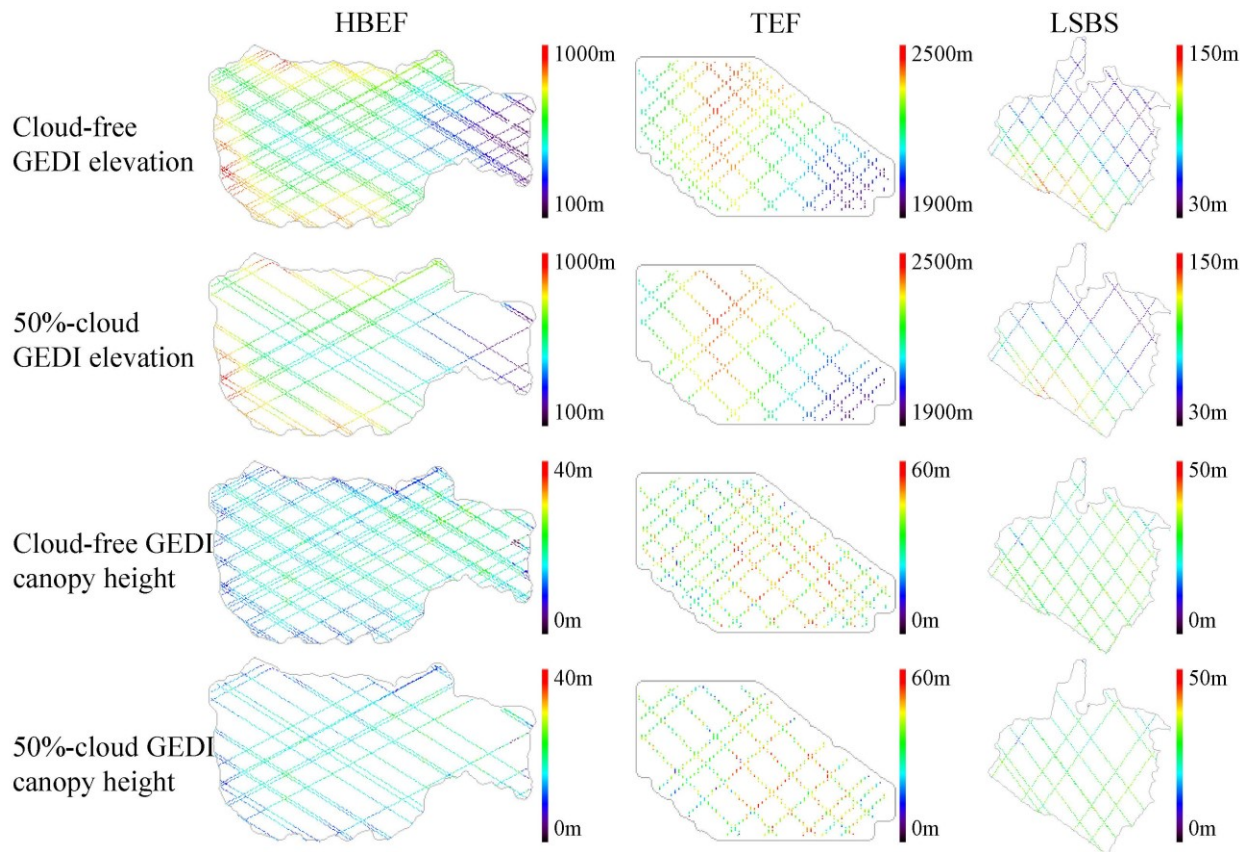 HBEF TEF LSBS
Cloud-free
GEDI elevation
1000m
100m
2500m
1900m
150m
30m
50%-cloud
GEDI elevation
1000m
100m
2500m
1900m
150m
30m
Cloud-free GEDI
canopy height
40m
0m
60m
0m
50m
0m
50%-cloud GEDI
canopy height
40m
0m
60m
0m
50m
0m